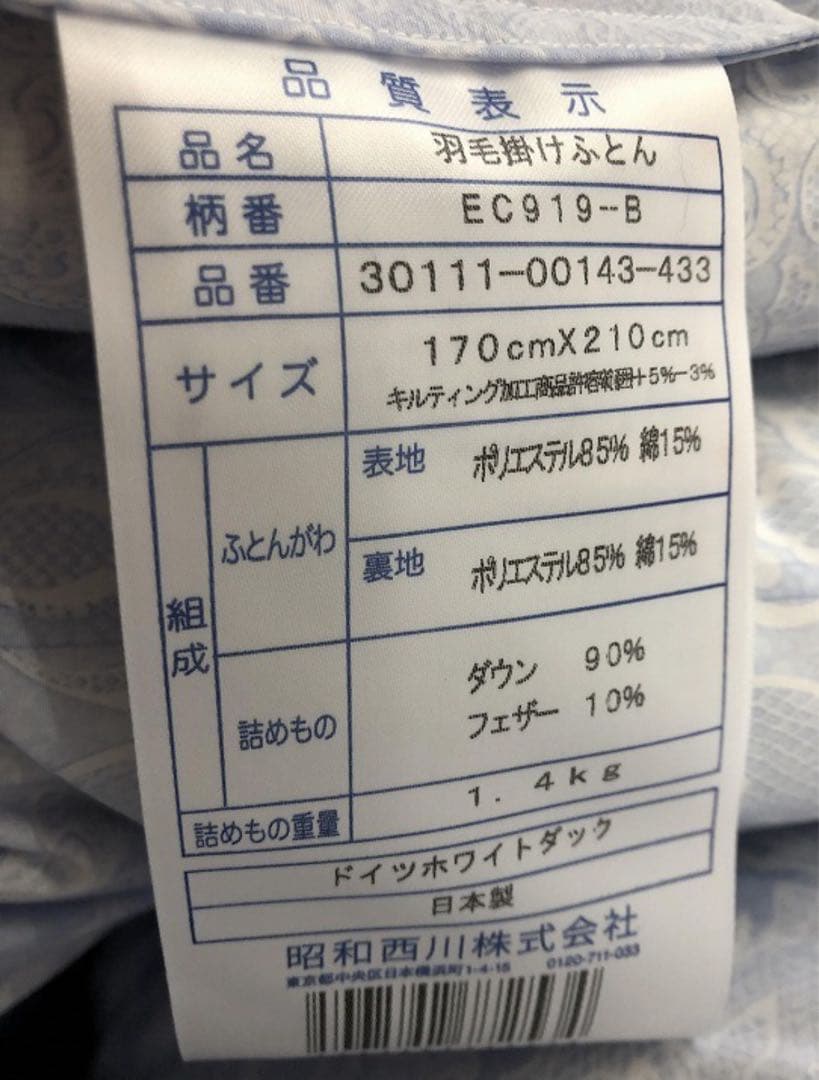 品質表示
品名 羽毛掛けふとん
柄番 EC919-B
品番 30111-00143-433
サイズ 170cmX210cm
キルティング加工商品許容範囲+5%-3%
組成 ふとんがわ 表地 ポリエステル85% 綿15%
裏地 ポリエステル85% 綿15%
詰めもの ダウン 90%
フェザー 10%
詰めもの重量 1.4kg
ドイツホワイトダック
日本製
昭和西川株式会社
東京都中央区日本橋浜町1-4-15 0120-711-033